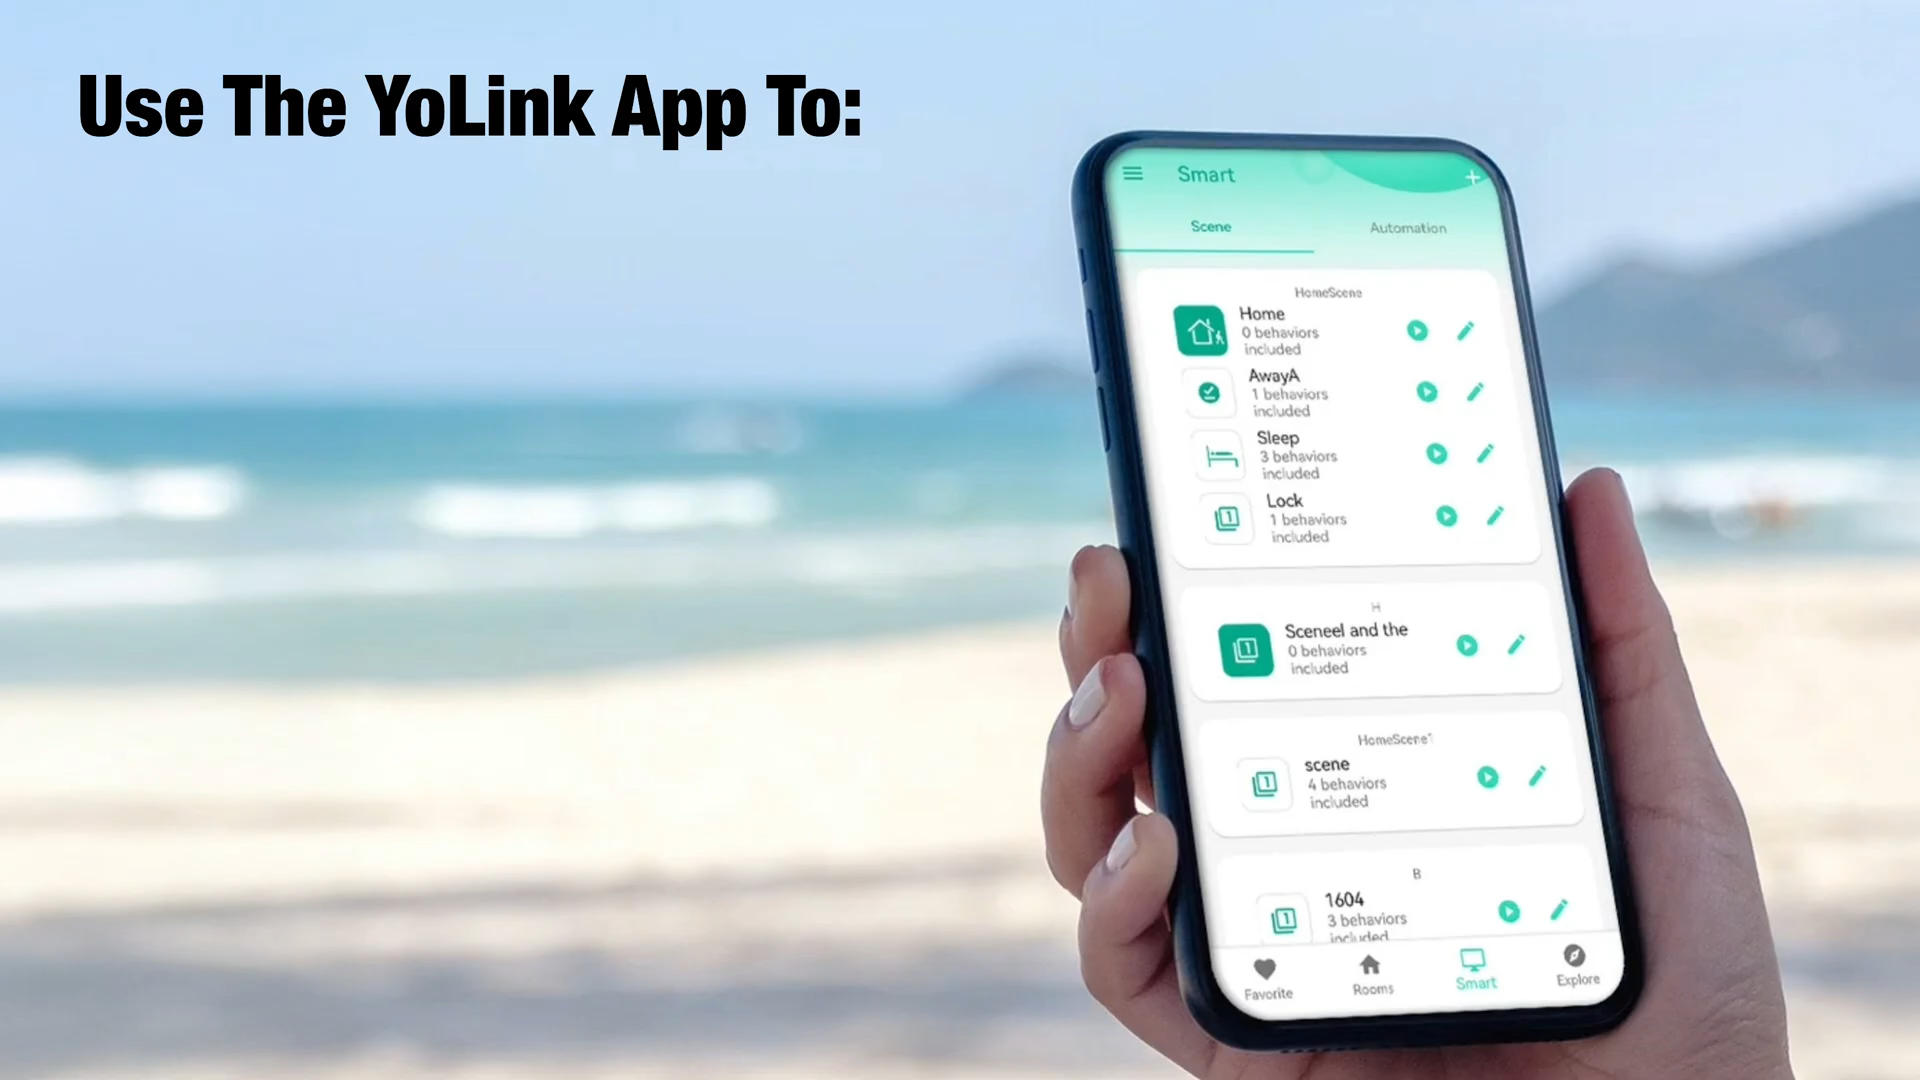 Use The YoLink App To:
Smart
Scene
Automation
HomeScene
Home
0 behaviors
included
AwayA
1 behaviors
included
Sleep
3 behaviors
included
Lock
1 behaviors
included
H
Sceneel and the
0 behaviors
included
HomeScene1
scene
4 behaviors
included
B
1604
3 behaviors
included
Favorite
Rooms
Smart
Explore